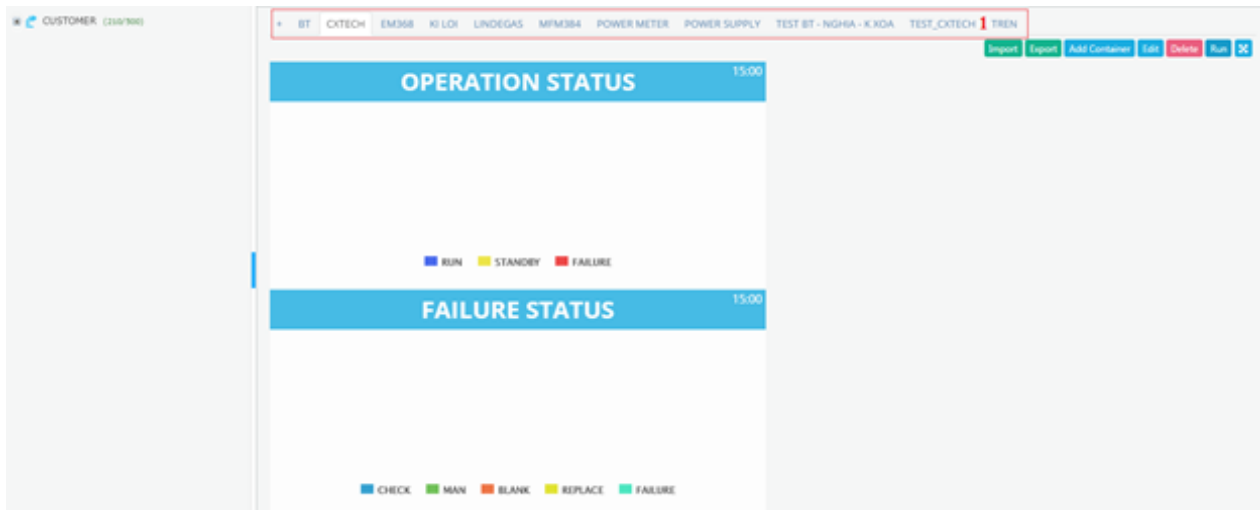 CUSTOMER (210/300)
+ BT CXTECH EM368 KI LOI LINDEGAS MFM384 POWER METER POWER SUPPLY TEST BT - NGHIA - K XOA TEST_CXTECH 1 TREN
Import Export Add Container Edit Delete Run
OPERATION STATUS 15:00
RUN STANDBY FAILURE
FAILURE STATUS 15:00
CHECK MAN BLANK REPLACE FAILURE